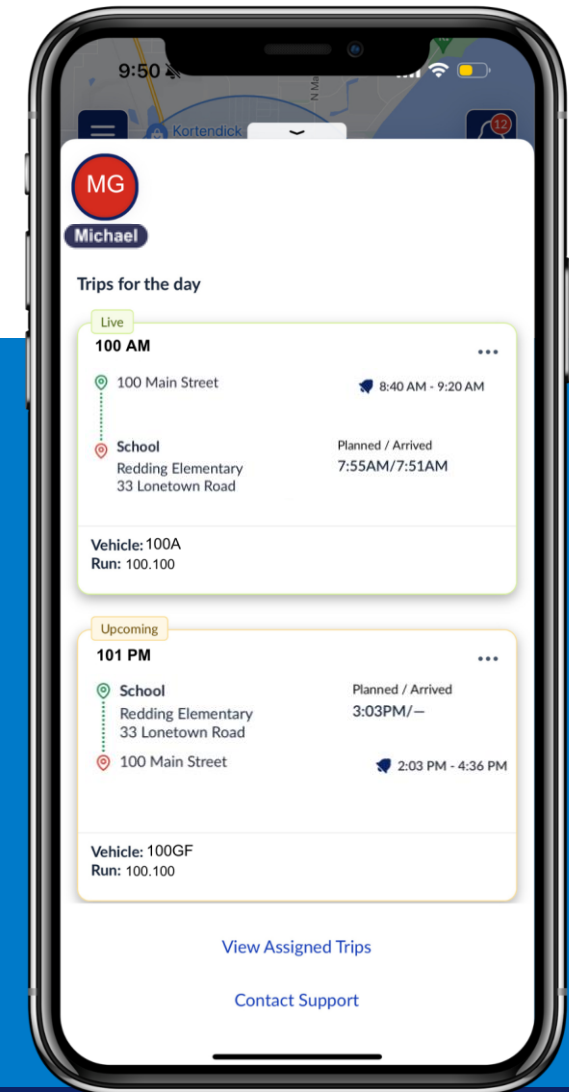 9:50
N Ma
Kortendick
12
MG
Michael
Trips for the day
Live
100 AM
100 Main Street
8:40 AM - 9:20 AM
School
Planned / Arrived
Redding Elementary
7:55AM/7:51AM
33 Lonetown Road
Vehicle: 100A
Run: 100.100
Upcoming
101 PM
School
Planned / Arrived
Redding Elementary
3:03PM/—
33 Lonetown Road
100 Main Street
2:03 PM - 4:36 PM
Vehicle: 100GF
Run: 100.100
View Assigned Trips
Contact Support